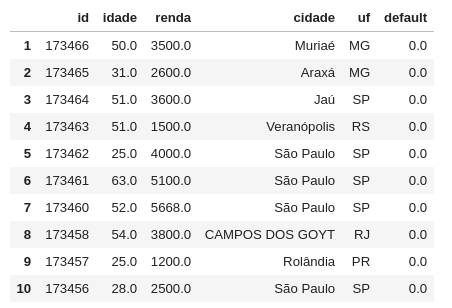 id idade renda cidade uf default
1 173466 50.0 3500.0 Muriaé MG 0.0
2 173465 31.0 2600.0 Araxá MG 0.0
3 173464 51.0 3600.0 Jaú SP 0.0
4 173463 51.0 1500.0 Veranópolis RS 0.0
5 173462 25.0 4000.0 São Paulo SP 0.0
6 173461 63.0 5100.0 São Paulo SP 0.0
7 173460 52.0 5668.0 São Paulo SP 0.0
8 173458 54.0 3800.0 CAMPOS DOS GOYT RJ 0.0
9 173457 25.0 1200.0 Rolândia PR 0.0
10 173456 28.0 2500.0 São Paulo SP 0.0